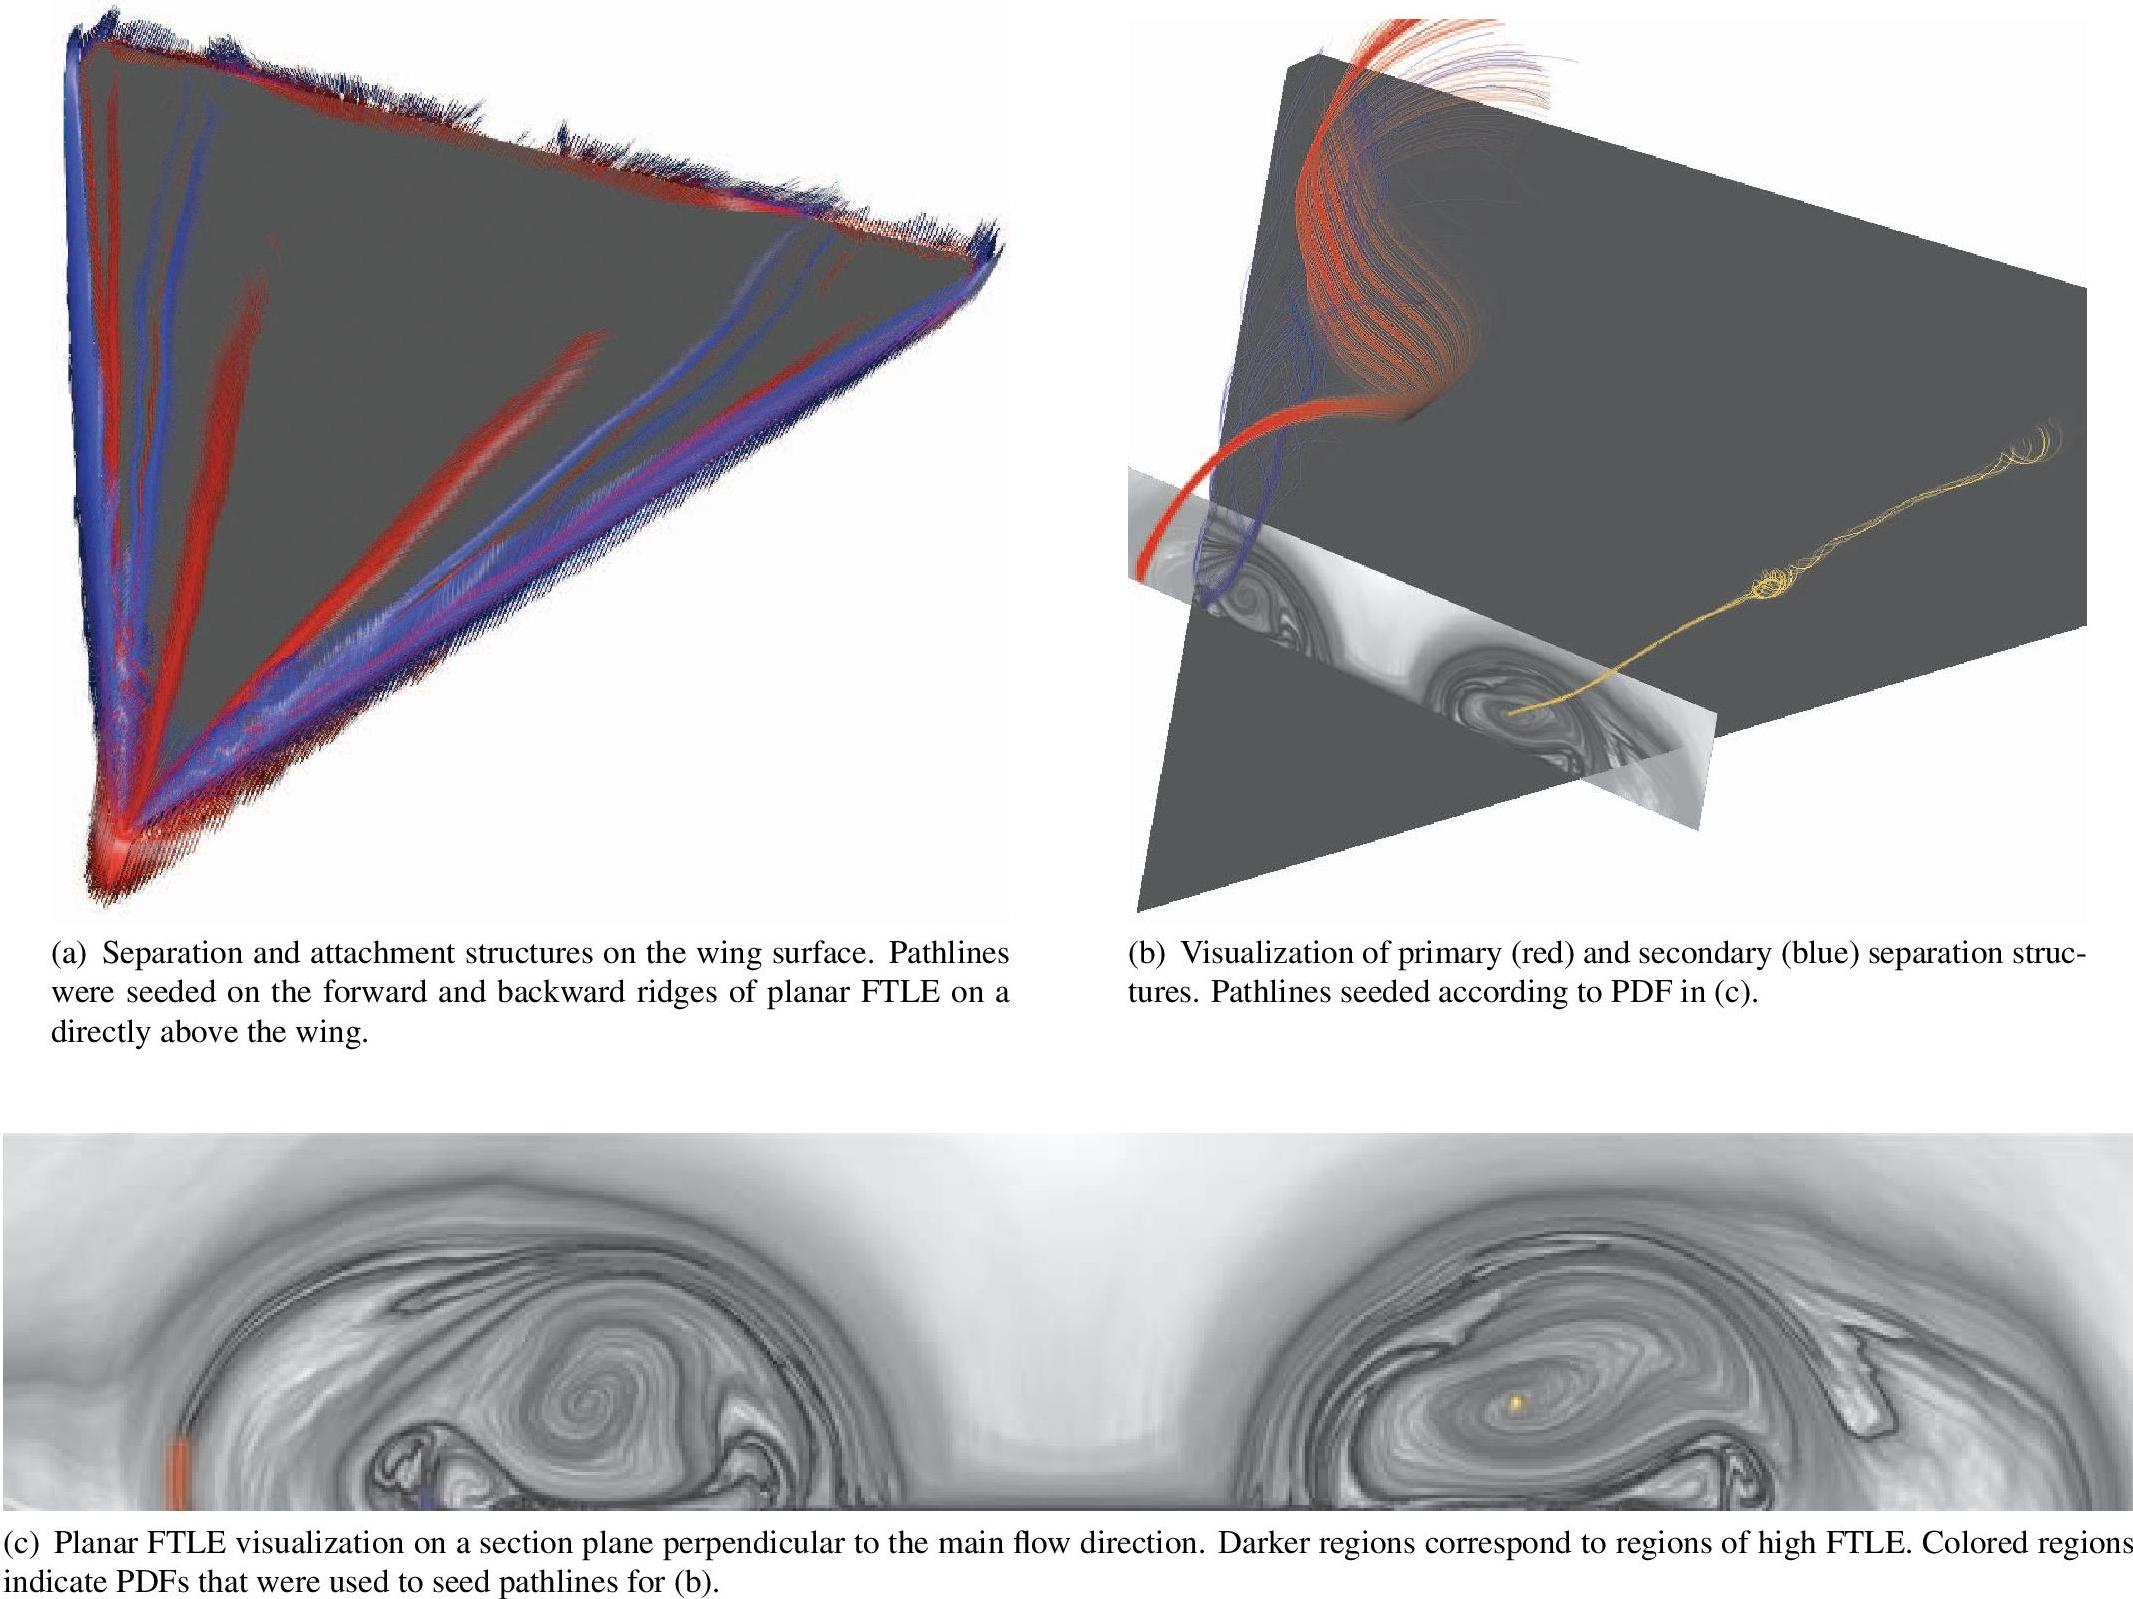 (a) Separation and attachment structures on the wing surface. Pathlines
were seeded on the forward and backward ridges of planar FTLE on a
directly above the wing.
(b) Visualization of primary (red) and secondary (blue) separation struc-
tures. Pathlines seeded according to PDF in (c).
(c) Planar FTLE visualization on a section plane perpendicular to the main flow direction. Darker regions correspond to regions of high FTLE. Colored regions
indicate PDFs that were used to seed pathlines for (b).